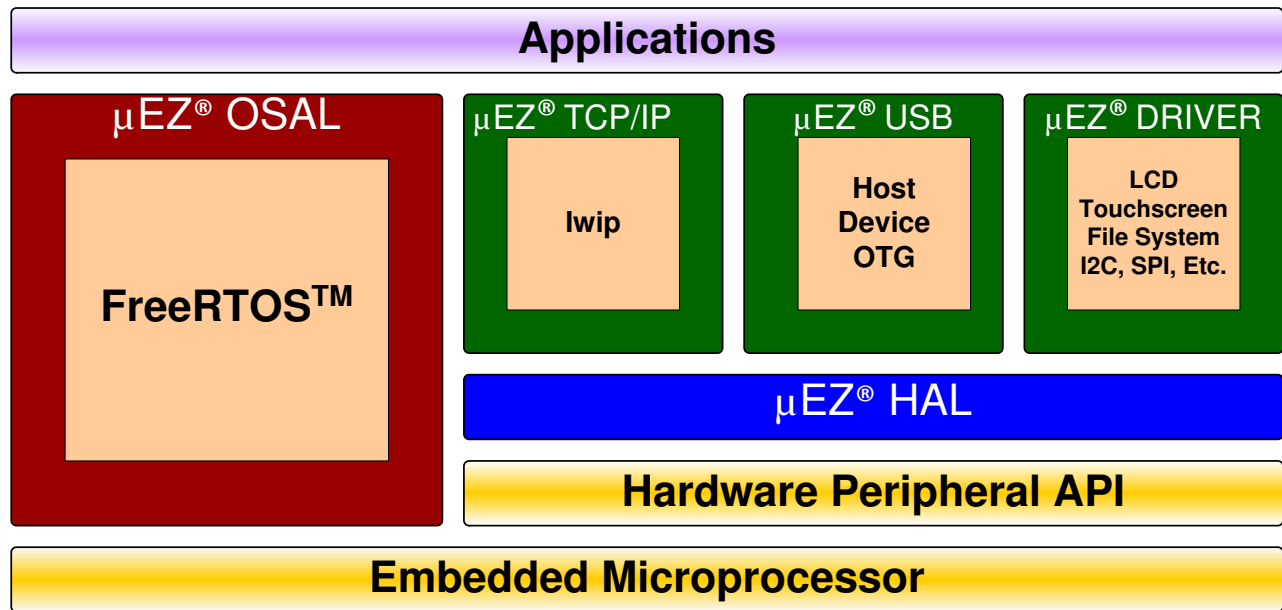 Applications
µEZ® OSAL
FreeRTOS™
µEZ® TCP/IP
lwip
µEZ® USB
Host
Device
OTG
µEZ® DRIVER
LCD
Touchscreen
File System
I2C, SPI, Etc.
µEZ® HAL
Hardware Peripheral API
Embedded Microprocessor